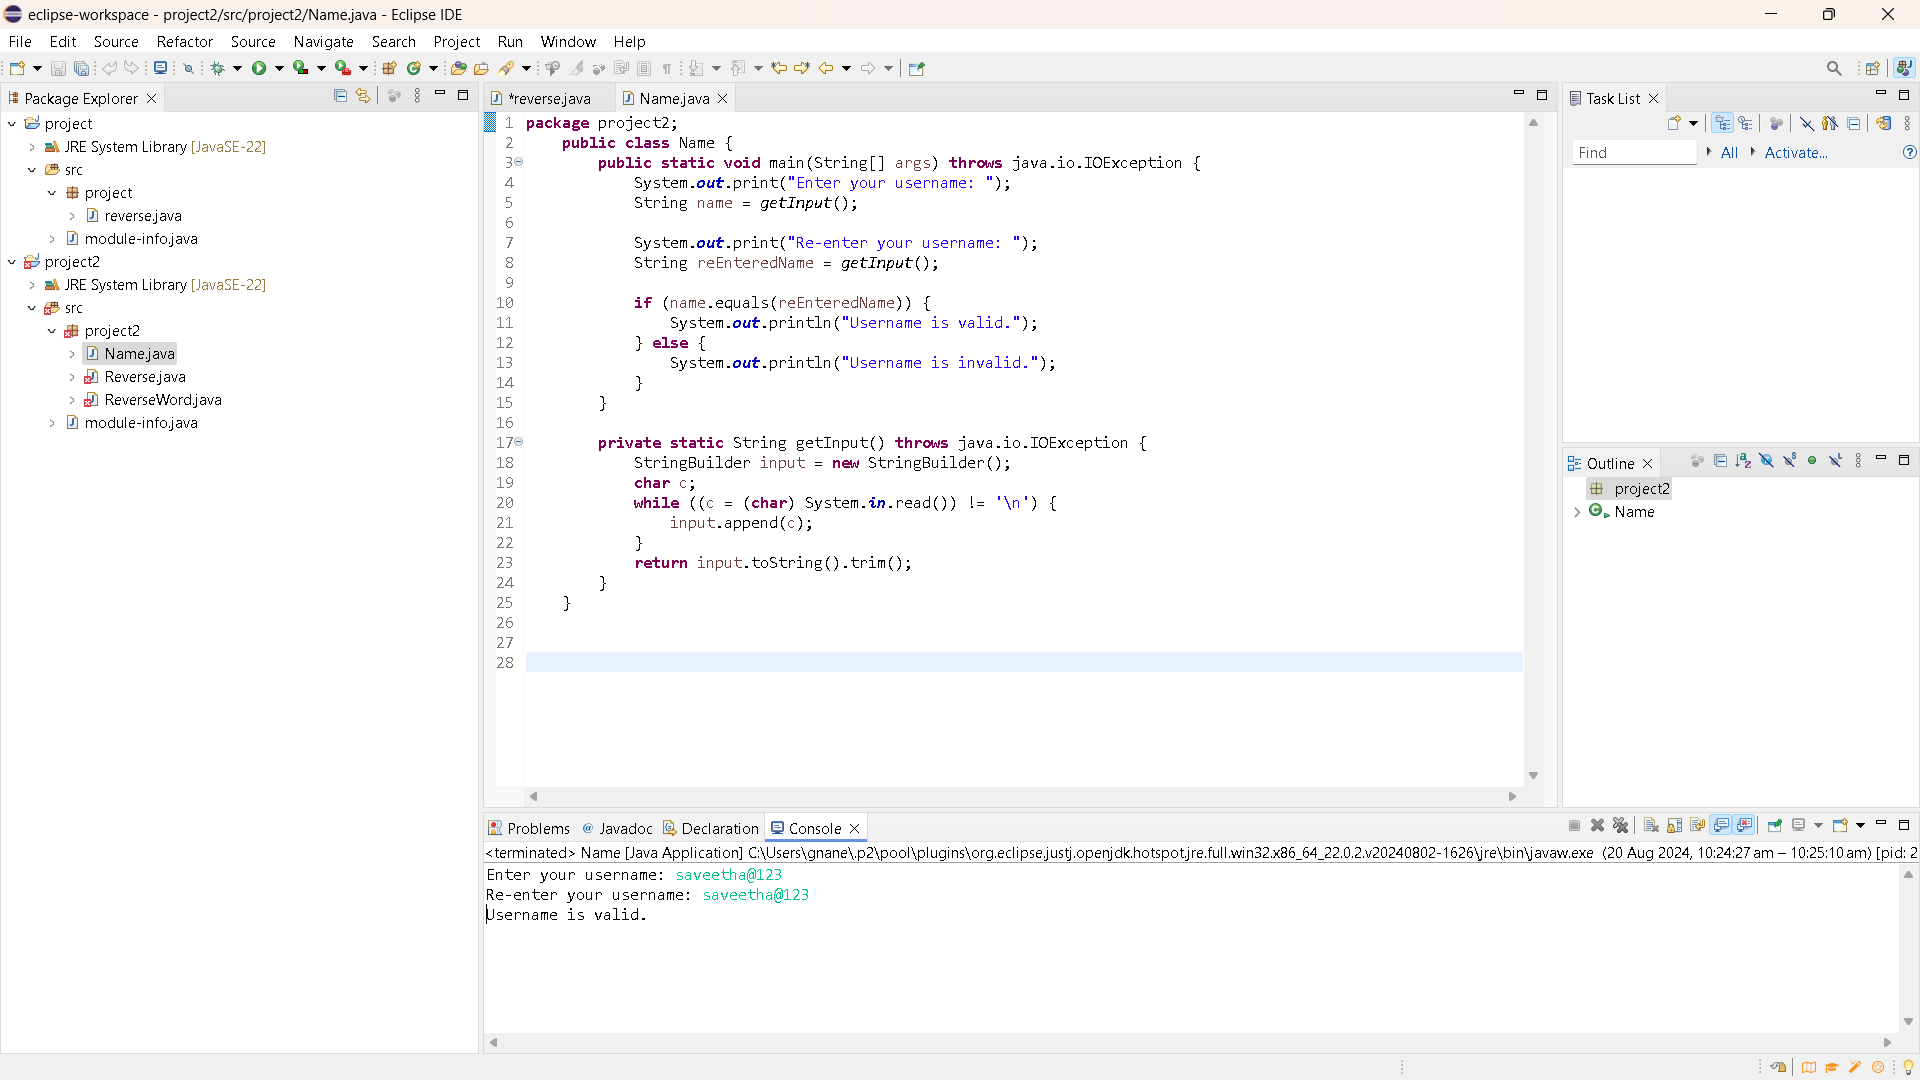 eclipse-workspace - project2/src/project2/Name.java - Eclipse IDE
File Edit Source Refactor Source Navigate Search Project Run Window Help
Package Explorer
project
JRE System Library [JavaSE-22]
src
project
reverse.java
module-info.java
project2
JRE System Library [JavaSE-22]
src
project2
Name.java
Reverse.java
ReverseWord.java
module-info.java
*reverse.java Name.java
1 package project2;
2 public class Name {
3 public static void main(String[] args) throws java.io.IOException {
4 System.out.print("Enter your username: ");
5 String name = getInput();
6
7 System.out.print("Re-enter your username: ");
8 String reEnteredName = getInput();
9
10 if (name.equals(reEnteredName)) {
11 System.out.println("Username is valid.");
12 } else {
13 System.out.println("Username is invalid.");
14 }
15 }
16
17 private static String getInput() throws java.io.IOException {
18 StringBuilder input = new StringBuilder();
19 char c;
20 while ((c = (char) System.in.read()) != '\n') {
21 input.append(c);
22 }
23 return input.toString().trim();
24 }
25 }
26
27
28
Task List
Find All Activate...
Outline
project2
Name
Problems Javadoc Declaration Console
<terminated> Name [Java Application] C:\Users\gnane\.p2\pool\plugins\org.eclipse.justj.openjdk.hotspot.jre.full.win32.x86_64_22.0.2.v20240802-1626\jre\bin\javaw.exe (20 Aug 2024, 10:24:27 am – 10:25:10 am) [pid: 2
Enter your username: saveetha@123
Re-enter your username: saveetha@123
Username is valid.